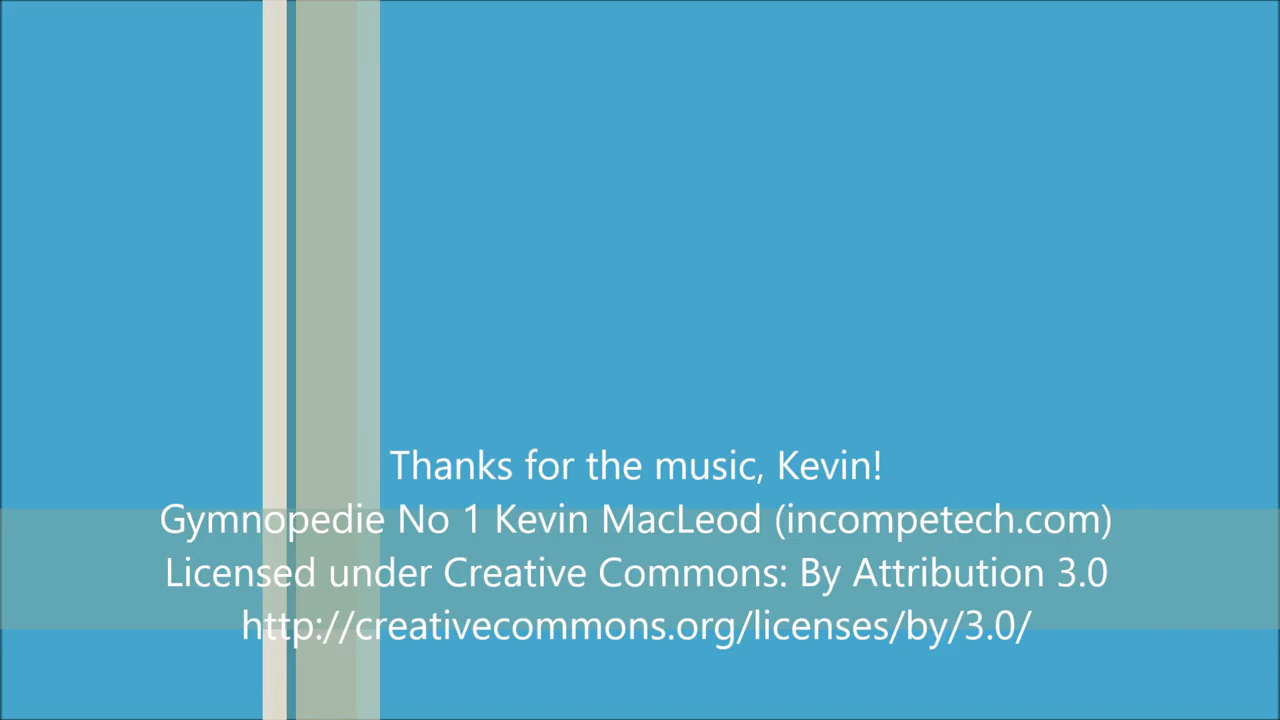 Thanks for the music, Kevin!
Gymnopedie No 1 Kevin MacLeod (incompetech.com)
Licensed under Creative Commons: By Attribution 3.0
http://creativecommons.org/licenses/by/3.0/